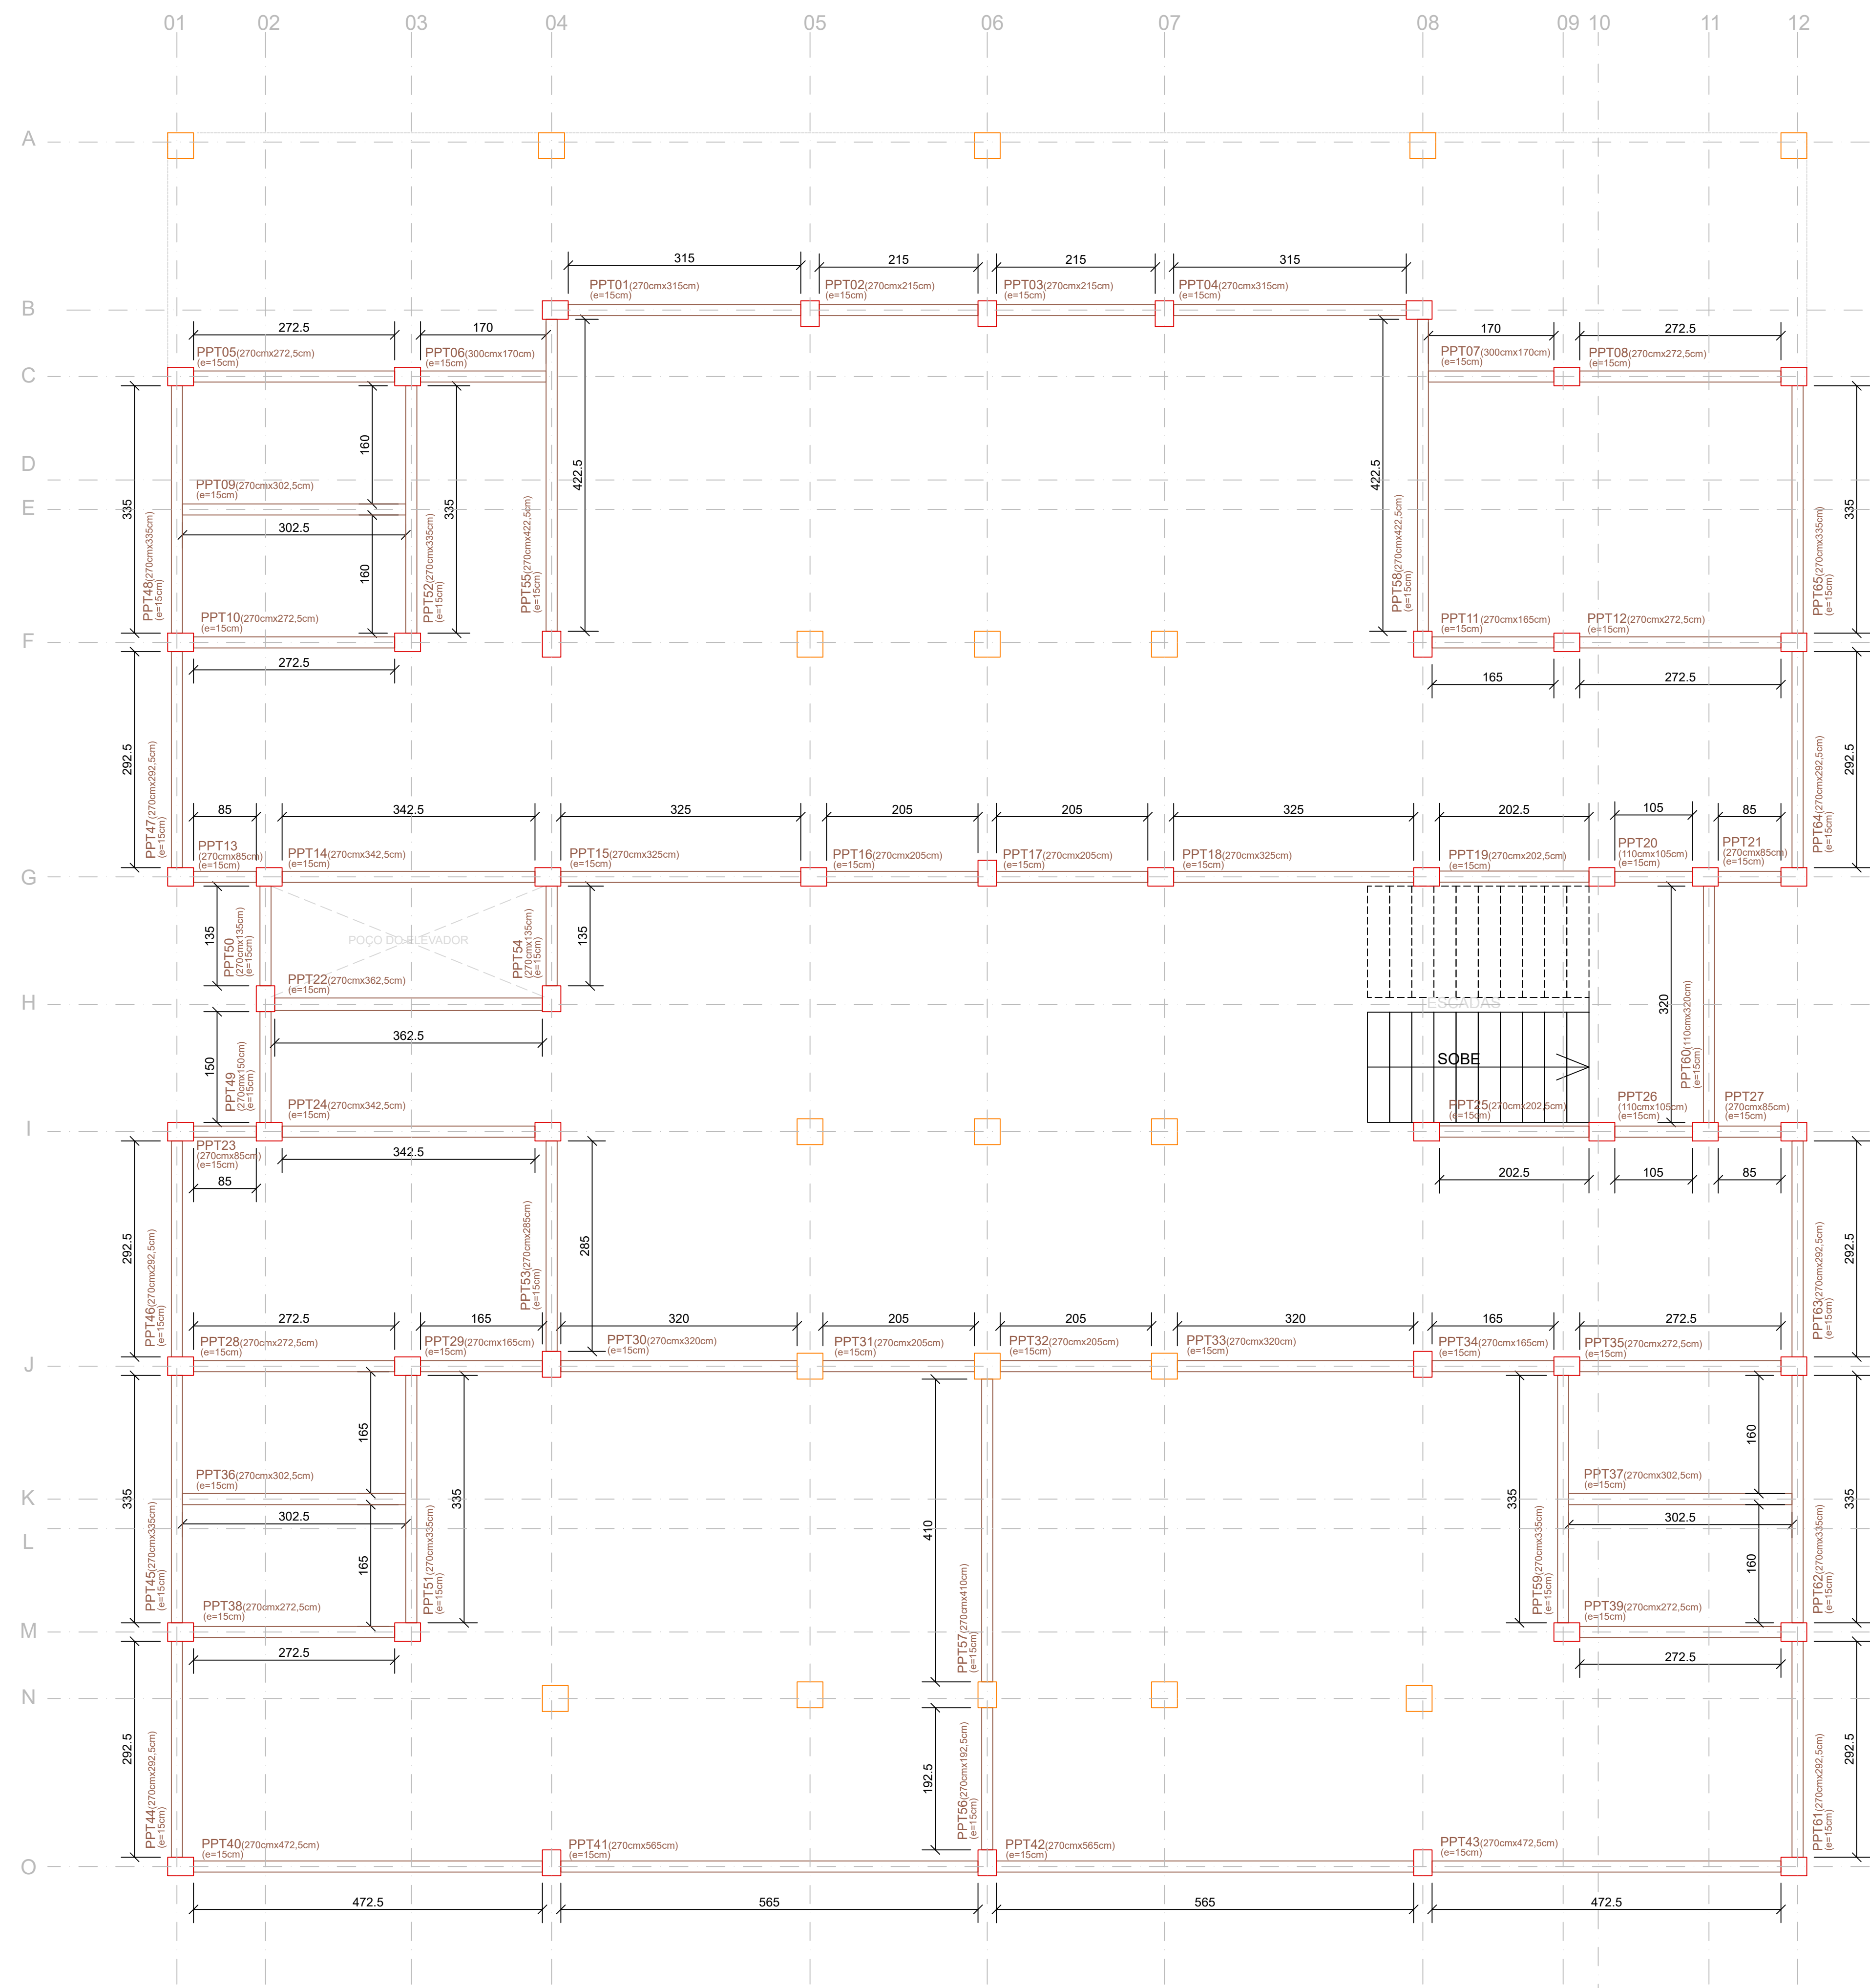 01 02 03 04 05 06 07 08 09 10 11 12
A
315 215 215 315
PPT01(270cmx315cm)
(e=15cm)
PPT02(270cmx215cm)
(e=15cm)
PPT03(270cmx215cm)
(e=15cm)
PPT04(270cmx315cm)
(e=15cm)
B
272.5 170 170 272.5
PPT05(270cmx272,5cm)
(e=15cm)
PPT06(300cmx170cm)
(e=15cm)
PPT07(300cmx170cm)
(e=15cm)
PPT08(270cmx272,5cm)
(e=15cm)
C
160
422.5
422.5
D
PPT09(270cmx302,5cm)
(e=15cm)
E
335
335
335
302.5
PPT48(270cmx335cm)
(e=15cm)
160
PPT52(270cmx335cm)
(e=15cm)
PPT55(270cmx422,5cm)
(e=15cm)
PPT58(270cmx422,5cm)
(e=15cm)
PPT65(270cmx335cm)
(e=15cm)
PPT10(270cmx272,5cm)
(e=15cm)
PPT11(270cmx165cm)
(e=15cm)
PPT12(270cmx272,5cm)
(e=15cm)
F
272.5 165 272.5
292.5
292.5
PPT47(270cmx292,5cm)
(e=15cm)
PPT64(270cmx292,5cm)
(e=15cm)
85 342.5 325 205 205 325 202.5 105 85
PPT13
(270cmx85cm)
(e=15cm)
PPT14(270cmx342,5cm)
(e=15cm)
PPT15(270cmx325cm)
(e=15cm)
PPT16(270cmx205cm)
(e=15cm)
PPT17(270cmx205cm)
(e=15cm)
PPT18(270cmx325cm)
(e=15cm)
PPT19(270cmx202,5cm)
(e=15cm)
PPT20
(110cmx105cm)
(e=15cm)
PPT21
(270cmx85cm)
(e=15cm)
G
135
PPT50
(270cmx135cm)
(e=15cm)
POÇO DO ELEVADOR
PPT54
(270cmx135cm)
(e=15cm)
135
PPT22(270cmx362,5cm)
(e=15cm)
H
ESCADAS
320
PPT60(110cmx320cm)
(e=15cm)
362.5
SOBE
150
PPT49
(270cmx150cm)
(e=15cm)
PPT24(270cmx342,5cm)
(e=15cm)
PPT25(270cmx202,5cm)
(e=15cm)
PPT26
(110cmx105cm)
(e=15cm)
PPT27
(270cmx85cm)
(e=15cm)
I
PPT23
(270cmx85cm)
(e=15cm)
342.5
85
202.5 105 85
292.5
PPT46(270cmx292,5cm)
(e=15cm)
PPT53(270cmx285cm)
(e=15cm)
285
292.5
PPT63(270cmx292,5cm)
(e=15cm)
272.5 165 320 205 205 320 165 272.5
PPT28(270cmx272,5cm)
(e=15cm)
PPT29(270cmx165cm)
(e=15cm)
PPT30(270cmx320cm)
(e=15cm)
PPT31(270cmx205cm)
(e=15cm)
PPT32(270cmx205cm)
(e=15cm)
PPT33(270cmx320cm)
(e=15cm)
PPT34(270cmx165cm)
(e=15cm)
PPT35(270cmx272,5cm)
(e=15cm)
J
165
160
PPT36(270cmx302,5cm)
(e=15cm)
PPT37(270cmx302,5cm)
(e=15cm)
K
335
335
335
335
302.5
302.5
410
L
PPT45(270cmx335cm)
(e=15cm)
165
PPT51(270cmx335cm)
(e=15cm)
PPT57(270cmx410cm)
(e=15cm)
PPT59(270cmx335cm)
(e=15cm)
160
PPT62(270cmx335cm)
(e=15cm)
PPT38(270cmx272,5cm)
(e=15cm)
PPT39(270cmx272,5cm)
(e=15cm)
M
272.5
272.5
N
292.5
PPT44(270cmx292,5cm)
(e=15cm)
192.5
PPT56(270cmx192,5cm)
(e=15cm)
292.5
PPT61(270cmx292,5cm)
(e=15cm)
PPT40(270cmx472,5cm)
(e=15cm)
PPT41(270cmx565cm)
(e=15cm)
PPT42(270cmx565cm)
(e=15cm)
PPT43(270cmx472,5cm)
(e=15cm)
O
472.5 565 565 472.5